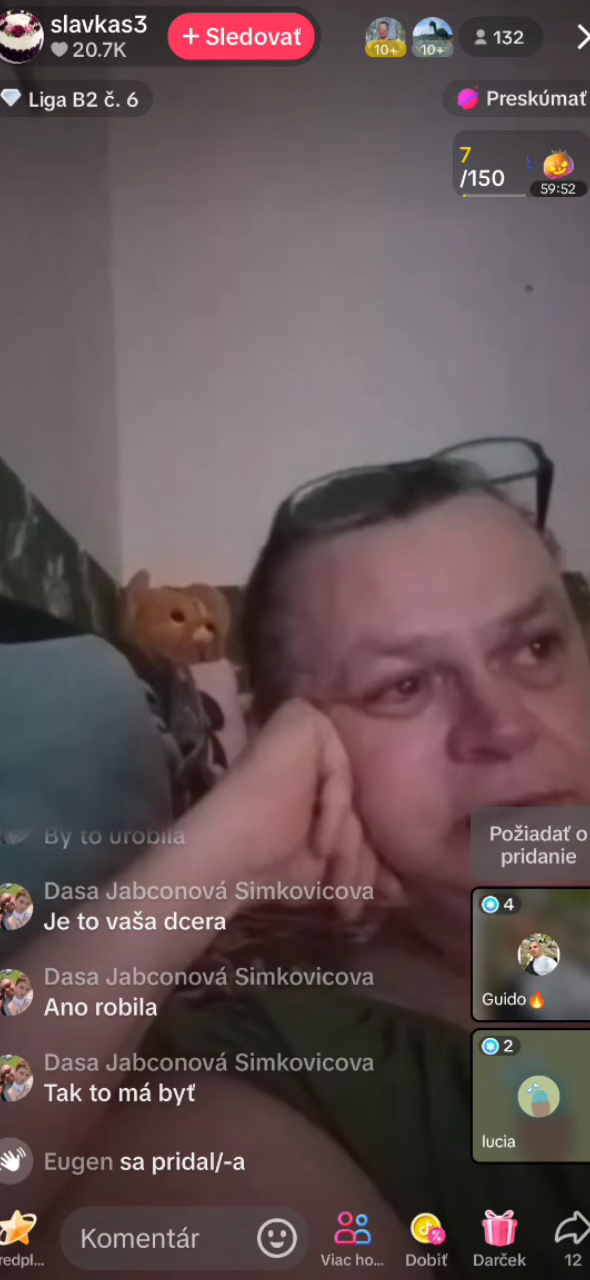 slavkas3
20.7K
+ Sledovať
10+
10+
132
Liga B2 č. 6
Preskúmať
7
/150
59:52
By to urobila
Dasa Jabconová Simkovicova
Je to vaša dcera
Dasa Jabconová Simkovicova
Ano robila
Dasa Jabconová Simkovicova
Tak to má byť
Eugen sa pridal/-a
Požiadať o
pridanie
4
Guido
2
lucia
Komentár
redpl...
Viac ho...
Dobiť
Darček
12